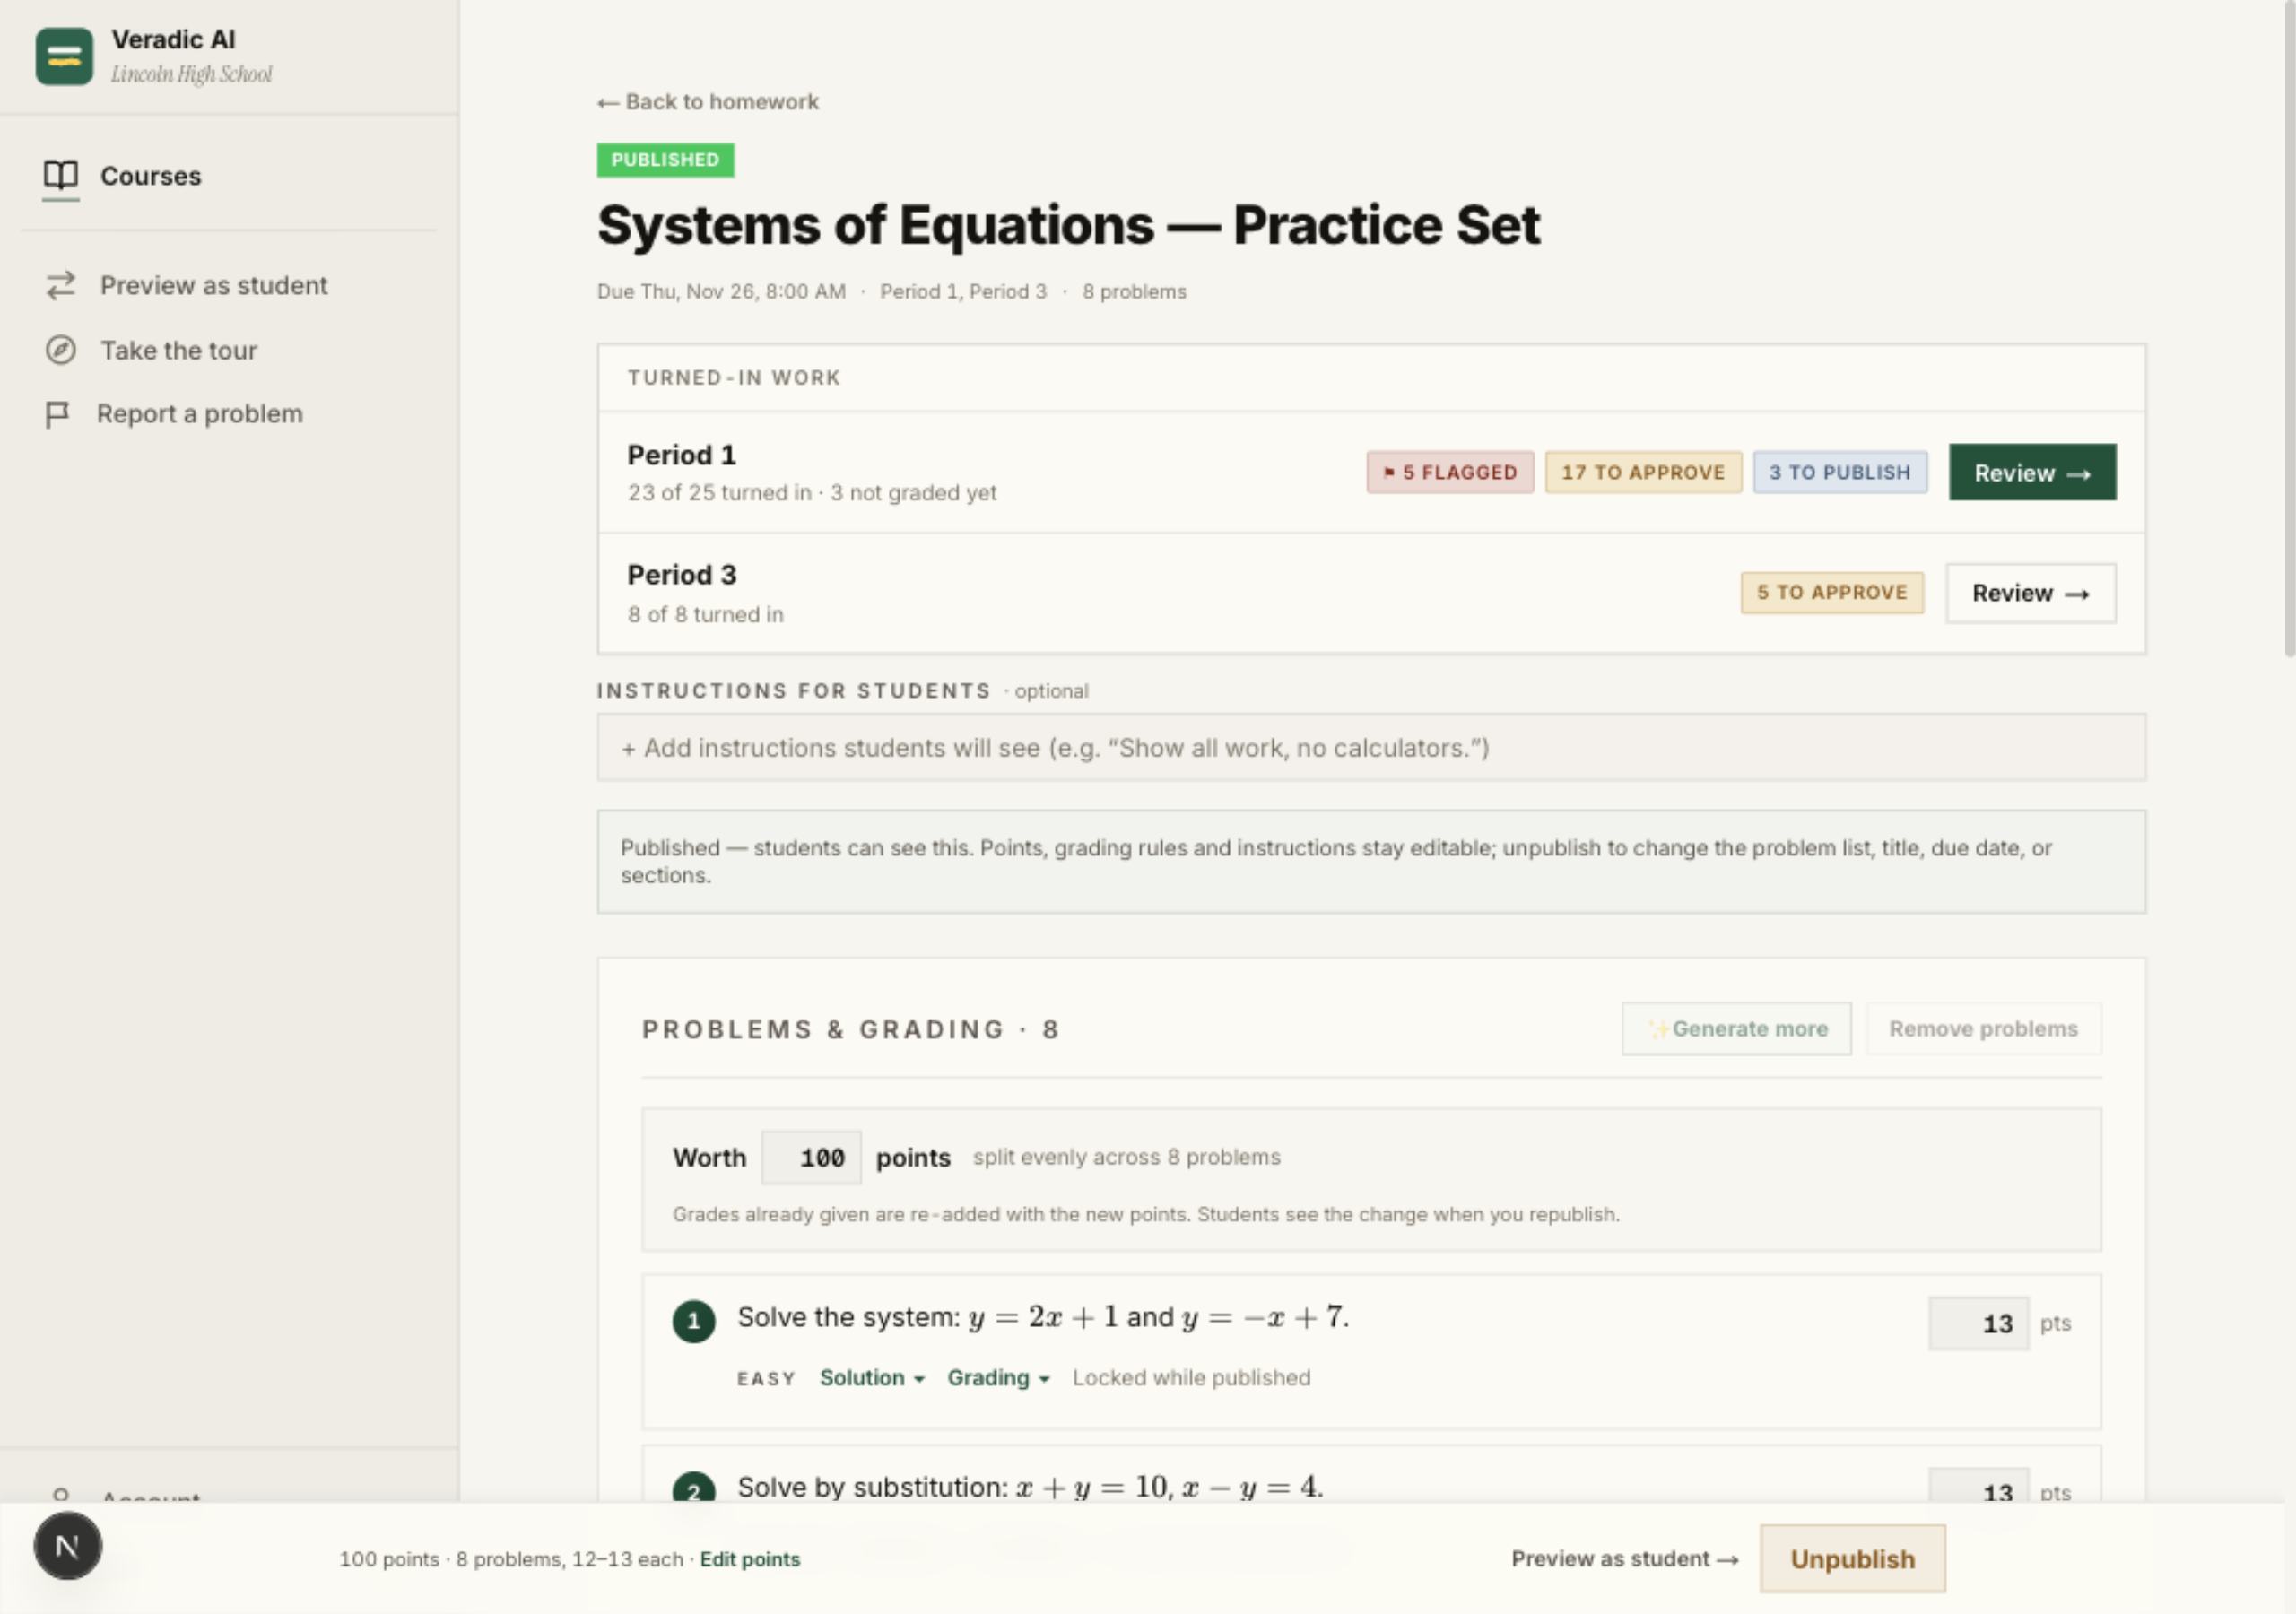 Veradic AI
Lincoln High School
Courses
Preview as student
Take the tour
Report a problem
Account
← Back to homework
PUBLISHED
Systems of Equations — Practice Set
Due Thu, Nov 26, 8:00 AM · Period 1, Period 3 · 8 problems
TURNED-IN WORK
Period 1
23 of 25 turned in · 3 not graded yet
5 FLAGGED
17 TO APPROVE
3 TO PUBLISH
Review →
Period 3
8 of 8 turned in
5 TO APPROVE
Review →
INSTRUCTIONS FOR STUDENTS · optional
+ Add instructions students will see (e.g. “Show all work, no calculators.”)
Published — students can see this. Points, grading rules and instructions stay editable; unpublish to change the problem list, title, due date, or
sections.
PROBLEMS & GRADING · 8
✨Generate more
Remove problems
Worth 100 points split evenly across 8 problems
Grades already given are re-added with the new points. Students see the change when you republish.
1 Solve the system: y = 2x + 1 and y = −x + 7.
13 pts
EASY Solution Grading Locked while published
2 Solve by substitution: x + y = 10, x − y = 4.
13 pts
N
100 points · 8 problems, 12–13 each · Edit points
Preview as student →
Unpublish